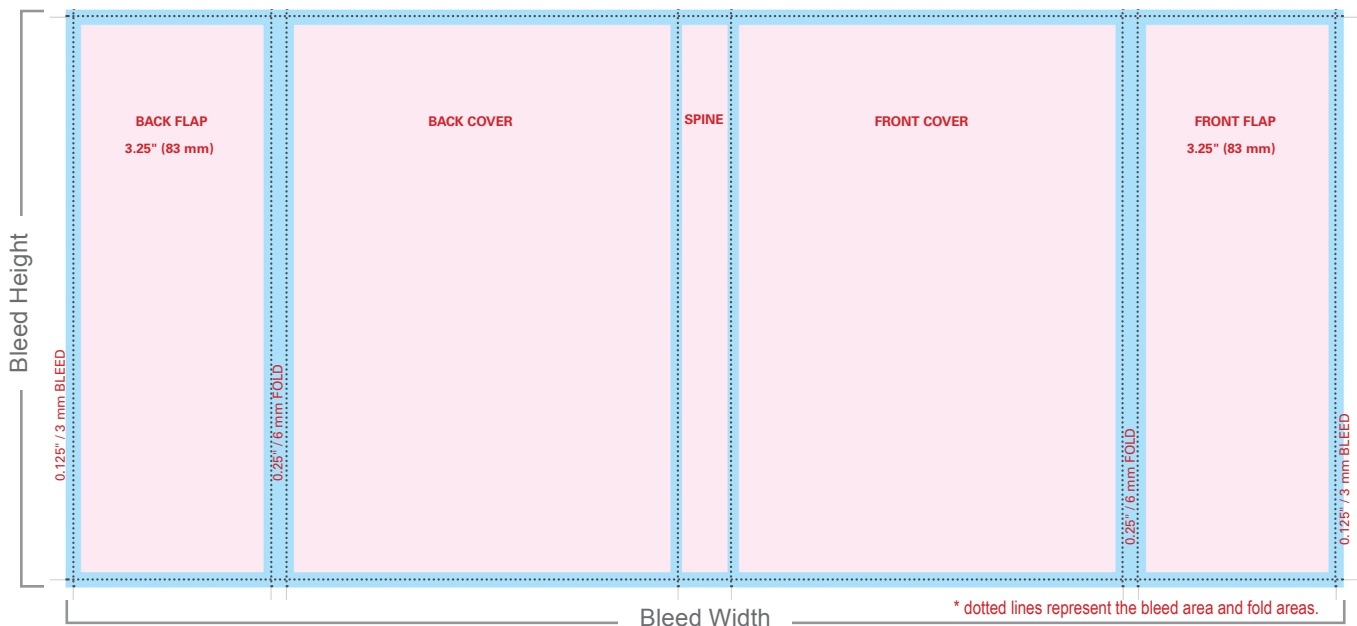 BACK FLAP
3.25" (83 mm)
BACK COVER
SPINE
FRONT COVER
FRONT FLAP
3.25" (83 mm)
Bleed Height
0.125" / 3 mm BLEED
0.25" / 6 mm FOLD
0.25" / 6 mm FOLD
0.125" / 3 mm BLEED
* dotted lines represent the bleed area and fold areas.
Bleed Width